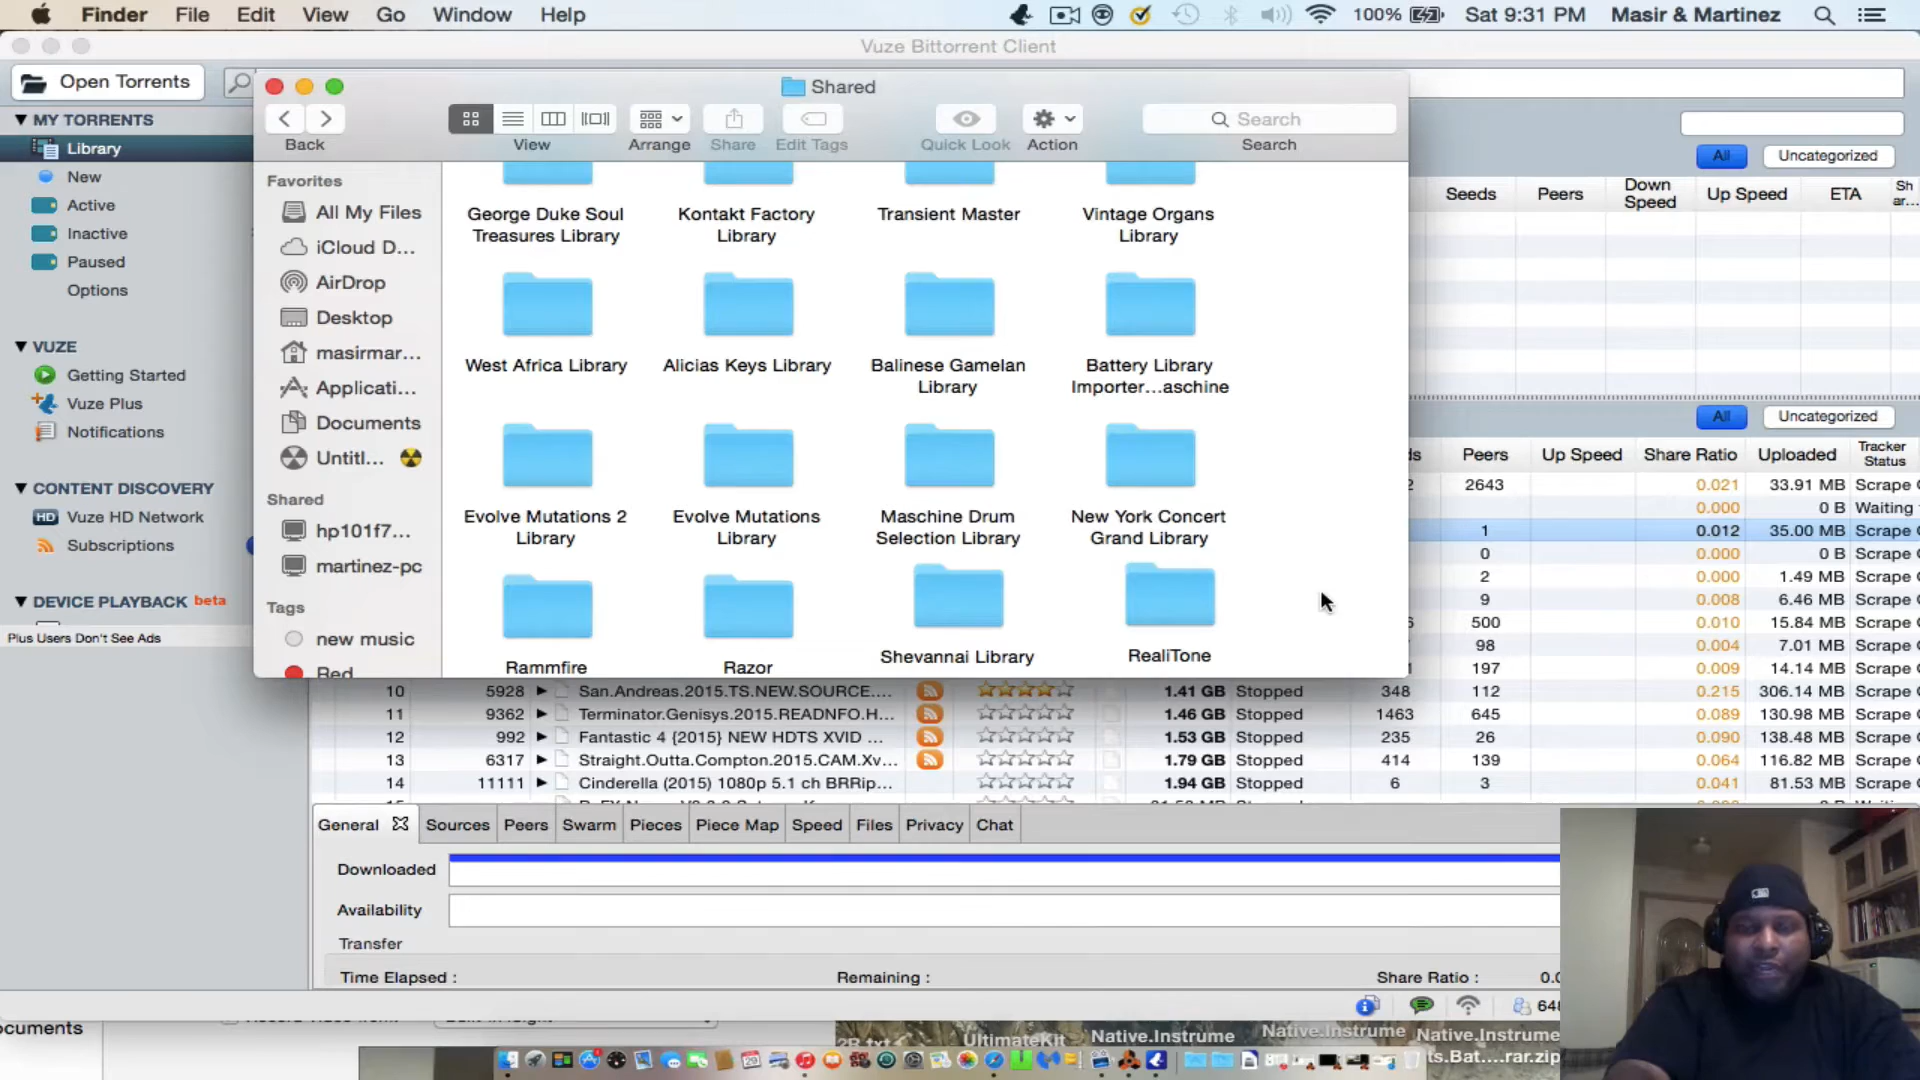 Finder File Edit View Go Window Help 100% Sat 9:31 PM Masir & Martinez
Vuze Bittorrent Client
Open Torrents
MY TORRENTS
Library
New
Active
Inactive
Paused
Options
VUZE
Getting Started
Vuze Plus
Notifications
CONTENT DISCOVERY
HD Vuze HD Network
Subscriptions
DEVICE PLAYBACK beta
Plus Users Don't See Ads
Shared
Search
Back View Arrange Share Edit Tags Quick Look Action Search
Favorites
All My Files
iCloud D...
AirDrop
Desktop
masirmar...
Applicati...
Documents
Untitl...
Shared
hp101f7...
martinez-pc
Tags
new music
Red
George Duke Soul
Treasures Library
Kontakt Factory
Library
Transient Master
Vintage Organs
Library
West Africa Library
Alicias Keys Library
Balinese Gamelan
Library
Battery Library
Importer...aschine
Evolve Mutations 2
Library
Evolve Mutations
Library
Maschine Drum
Selection Library
New York Concert
Grand Library
Rammfire
Razor
Shevannai Library
RealiTone
All Uncategorized
Seeds Peers Down Speed Up Speed ETA Sh ar...
All Uncategorized
ds Peers Up Speed Share Ratio Uploaded Tracker Status
2 2643 0.021 33.91 MB Scrape
0.000 0 B Waiting
1 0.012 35.00 MB Scrape
0 0.000 0 B Scrape
2 0.000 1.49 MB Scrape
9 0.008 6.46 MB Scrape
6 500 0.010 15.84 MB Scrape
98 0.004 7.01 MB Scrape
1 197 0.009 14.14 MB Scrape
10 5928 San.Andreas.2015.TS.NEW.SOURCE.... 1.41 GB Stopped 348 112 0.215 306.14 MB Scrape
11 9362 Terminator.Genisys.2015.READNFO.H... 1.46 GB Stopped 1463 645 0.089 130.98 MB Scrape
12 992 Fantastic 4 {2015} NEW HDTS XVID ... 1.53 GB Stopped 235 26 0.090 138.48 MB Scrape
13 6317 Straight.Outta.Compton.2015.CAM.Xv... 1.79 GB Stopped 414 139 0.064 116.82 MB Scrape
14 11111 Cinderella (2015) 1080p 5.1 ch BRRip... 1.94 GB Stopped 6 3 0.041 81.53 MB Scrape
General Sources Peers Swarm Pieces Piece Map Speed Files Privacy Chat
Downloaded
Availability
Transfer
Time Elapsed : Remaining : Share Ratio : 0.0
648
ocuments
UltimateKit
Native.Instrume
Native.Instrume
Native.Instrume
ts.Bat....rar.zip